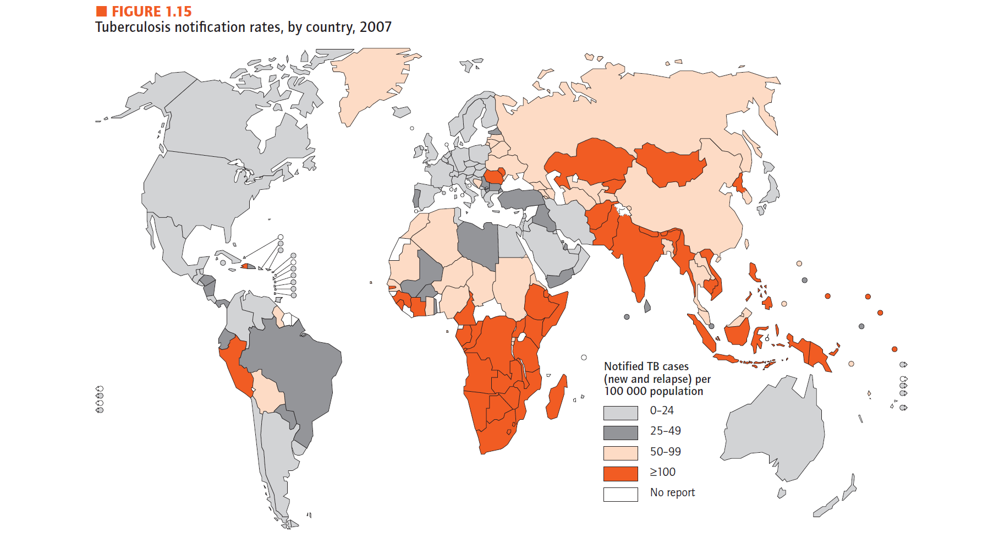 FIGURE 1.15
Tuberculosis notification rates, by country, 2007
Notified TB cases
(new and relapse) per
100 000 population
0–24
25–49
50–99
≥100
No report